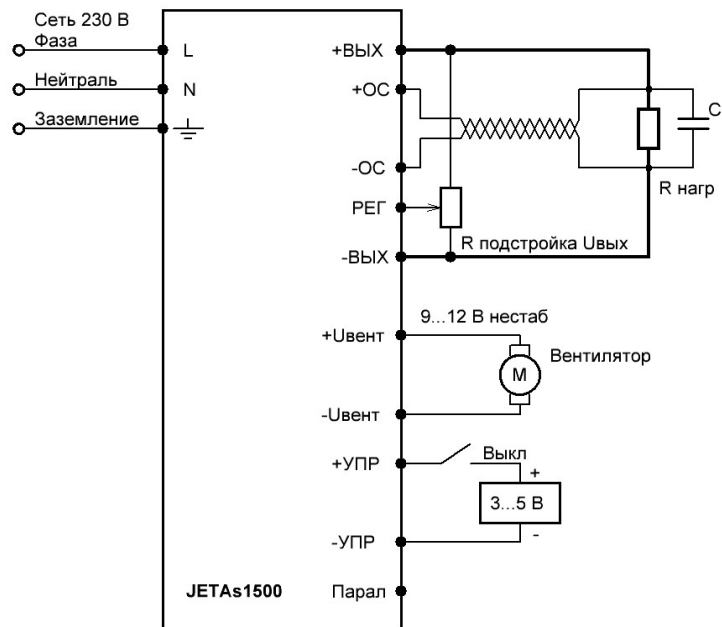 Сеть 230 В
Фаза
L
+ВЫХ
Нейтраль
N
+ОС
C
Заземление
-ОС
R нагр
РЕГ
R подстройка Uвых
-ВЫХ
9...12 В нестаб
+Uвент
Вентилятор
М
-Uвент
Выкл
+УПР
+
3...5 В
-
-УПР
JETAs1500
Парал